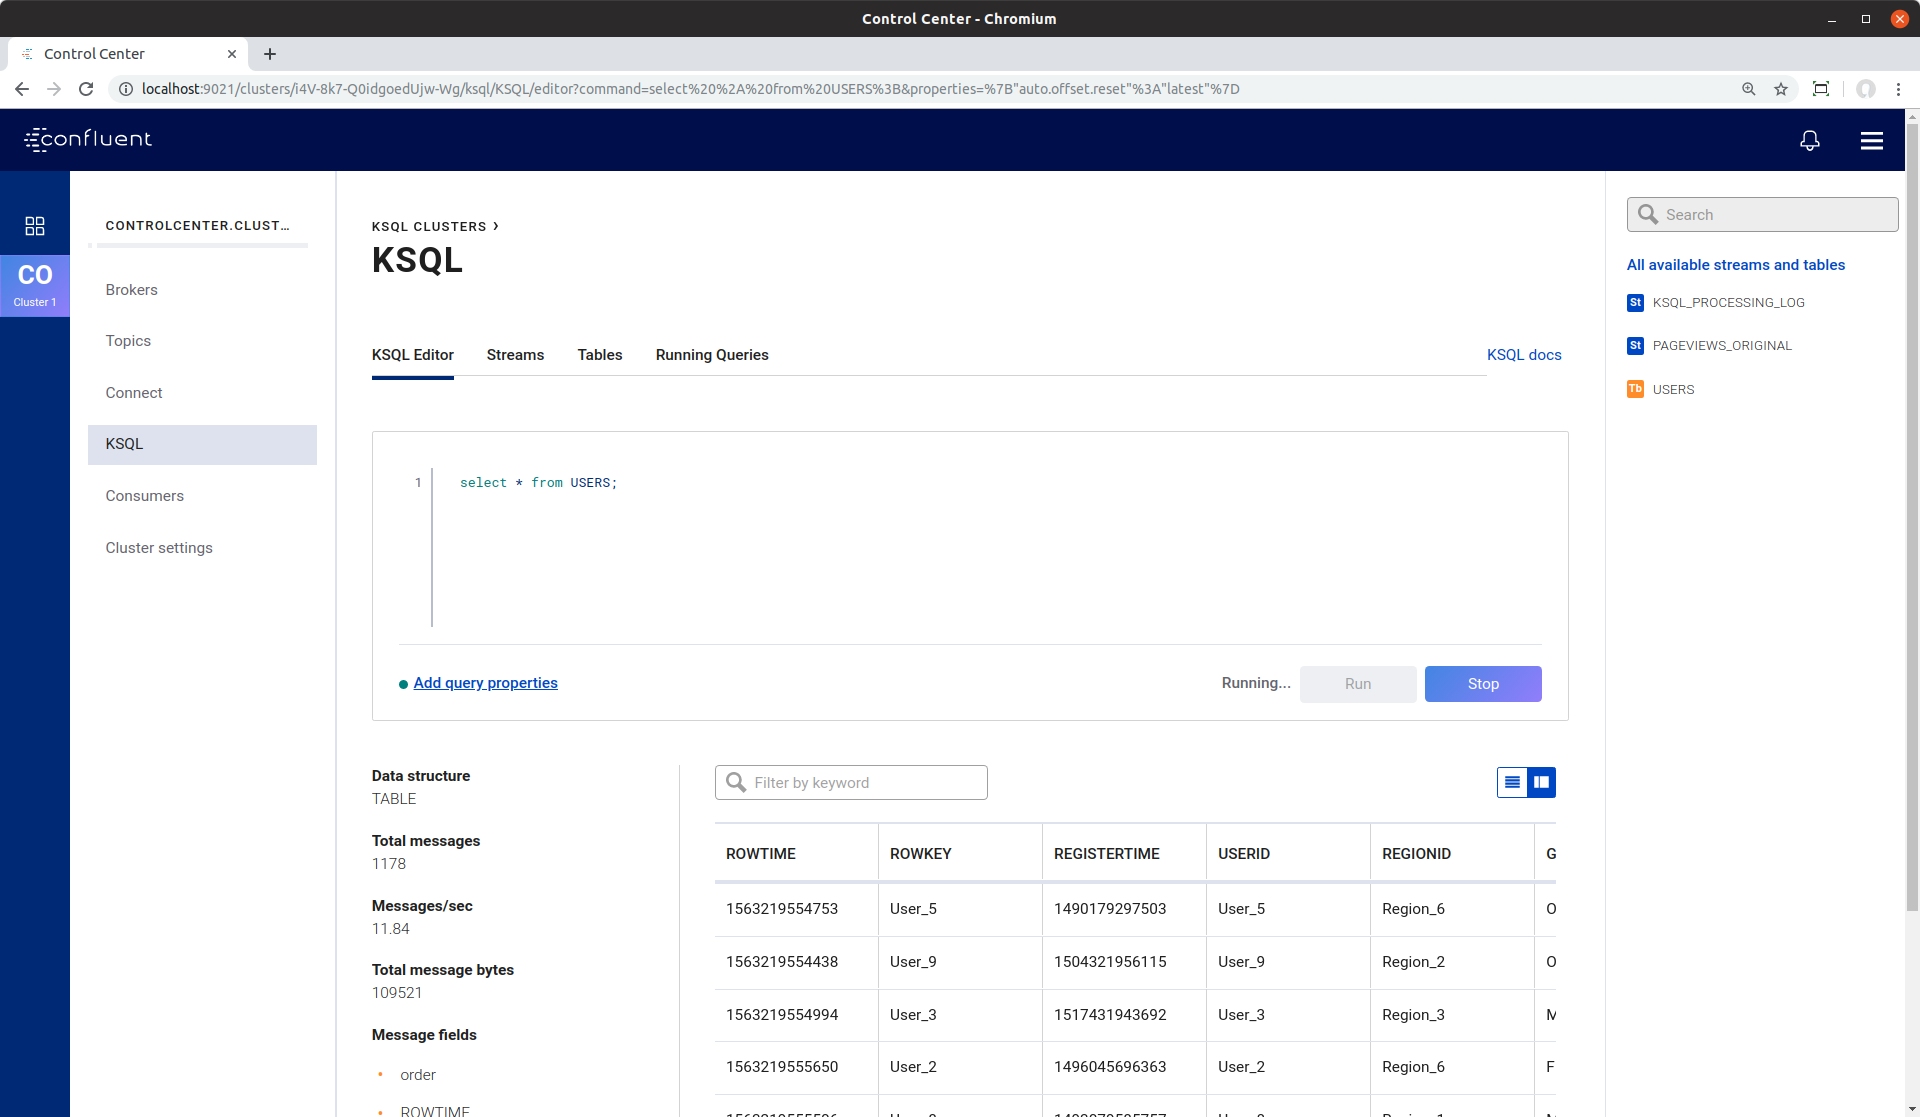 Control Center - Chromium
Control Center
localhost:9021/clusters/i4V-8k7-Q0idgoedUjw-Wg/ksql/KSQL/editor?command=select%20%2A%20from%20USERS%3B&properties=%7B"auto.offset.reset"%3A"latest"%7D
confluent
CO
Cluster 1
CONTROLCENTER.CLUST...
Brokers
Topics
Connect
KSQL
Consumers
Cluster settings
KSQL CLUSTERS ›
KSQL
KSQL Editor Streams Tables Running Queries KSQL docs
1 select * from USERS;
Add query properties Running... Run Stop
Data structure
TABLE
Total messages
1178
Messages/sec
11.84
Total message bytes
109521
Message fields
• order
• ROWTIME
Filter by keyword
ROWTIME ROWKEY REGISTERTIME USERID REGIONID G
1563219554753 User_5 1490179297503 User_5 Region_6 O
1563219554438 User_9 1504321956115 User_9 Region_2 O
1563219554994 User_3 1517431943692 User_3 Region_3 M
1563219555650 User_2 1496045696363 User_2 Region_6 F
Search
All available streams and tables
St KSQL_PROCESSING_LOG
St PAGEVIEWS_ORIGINAL
Tb USERS